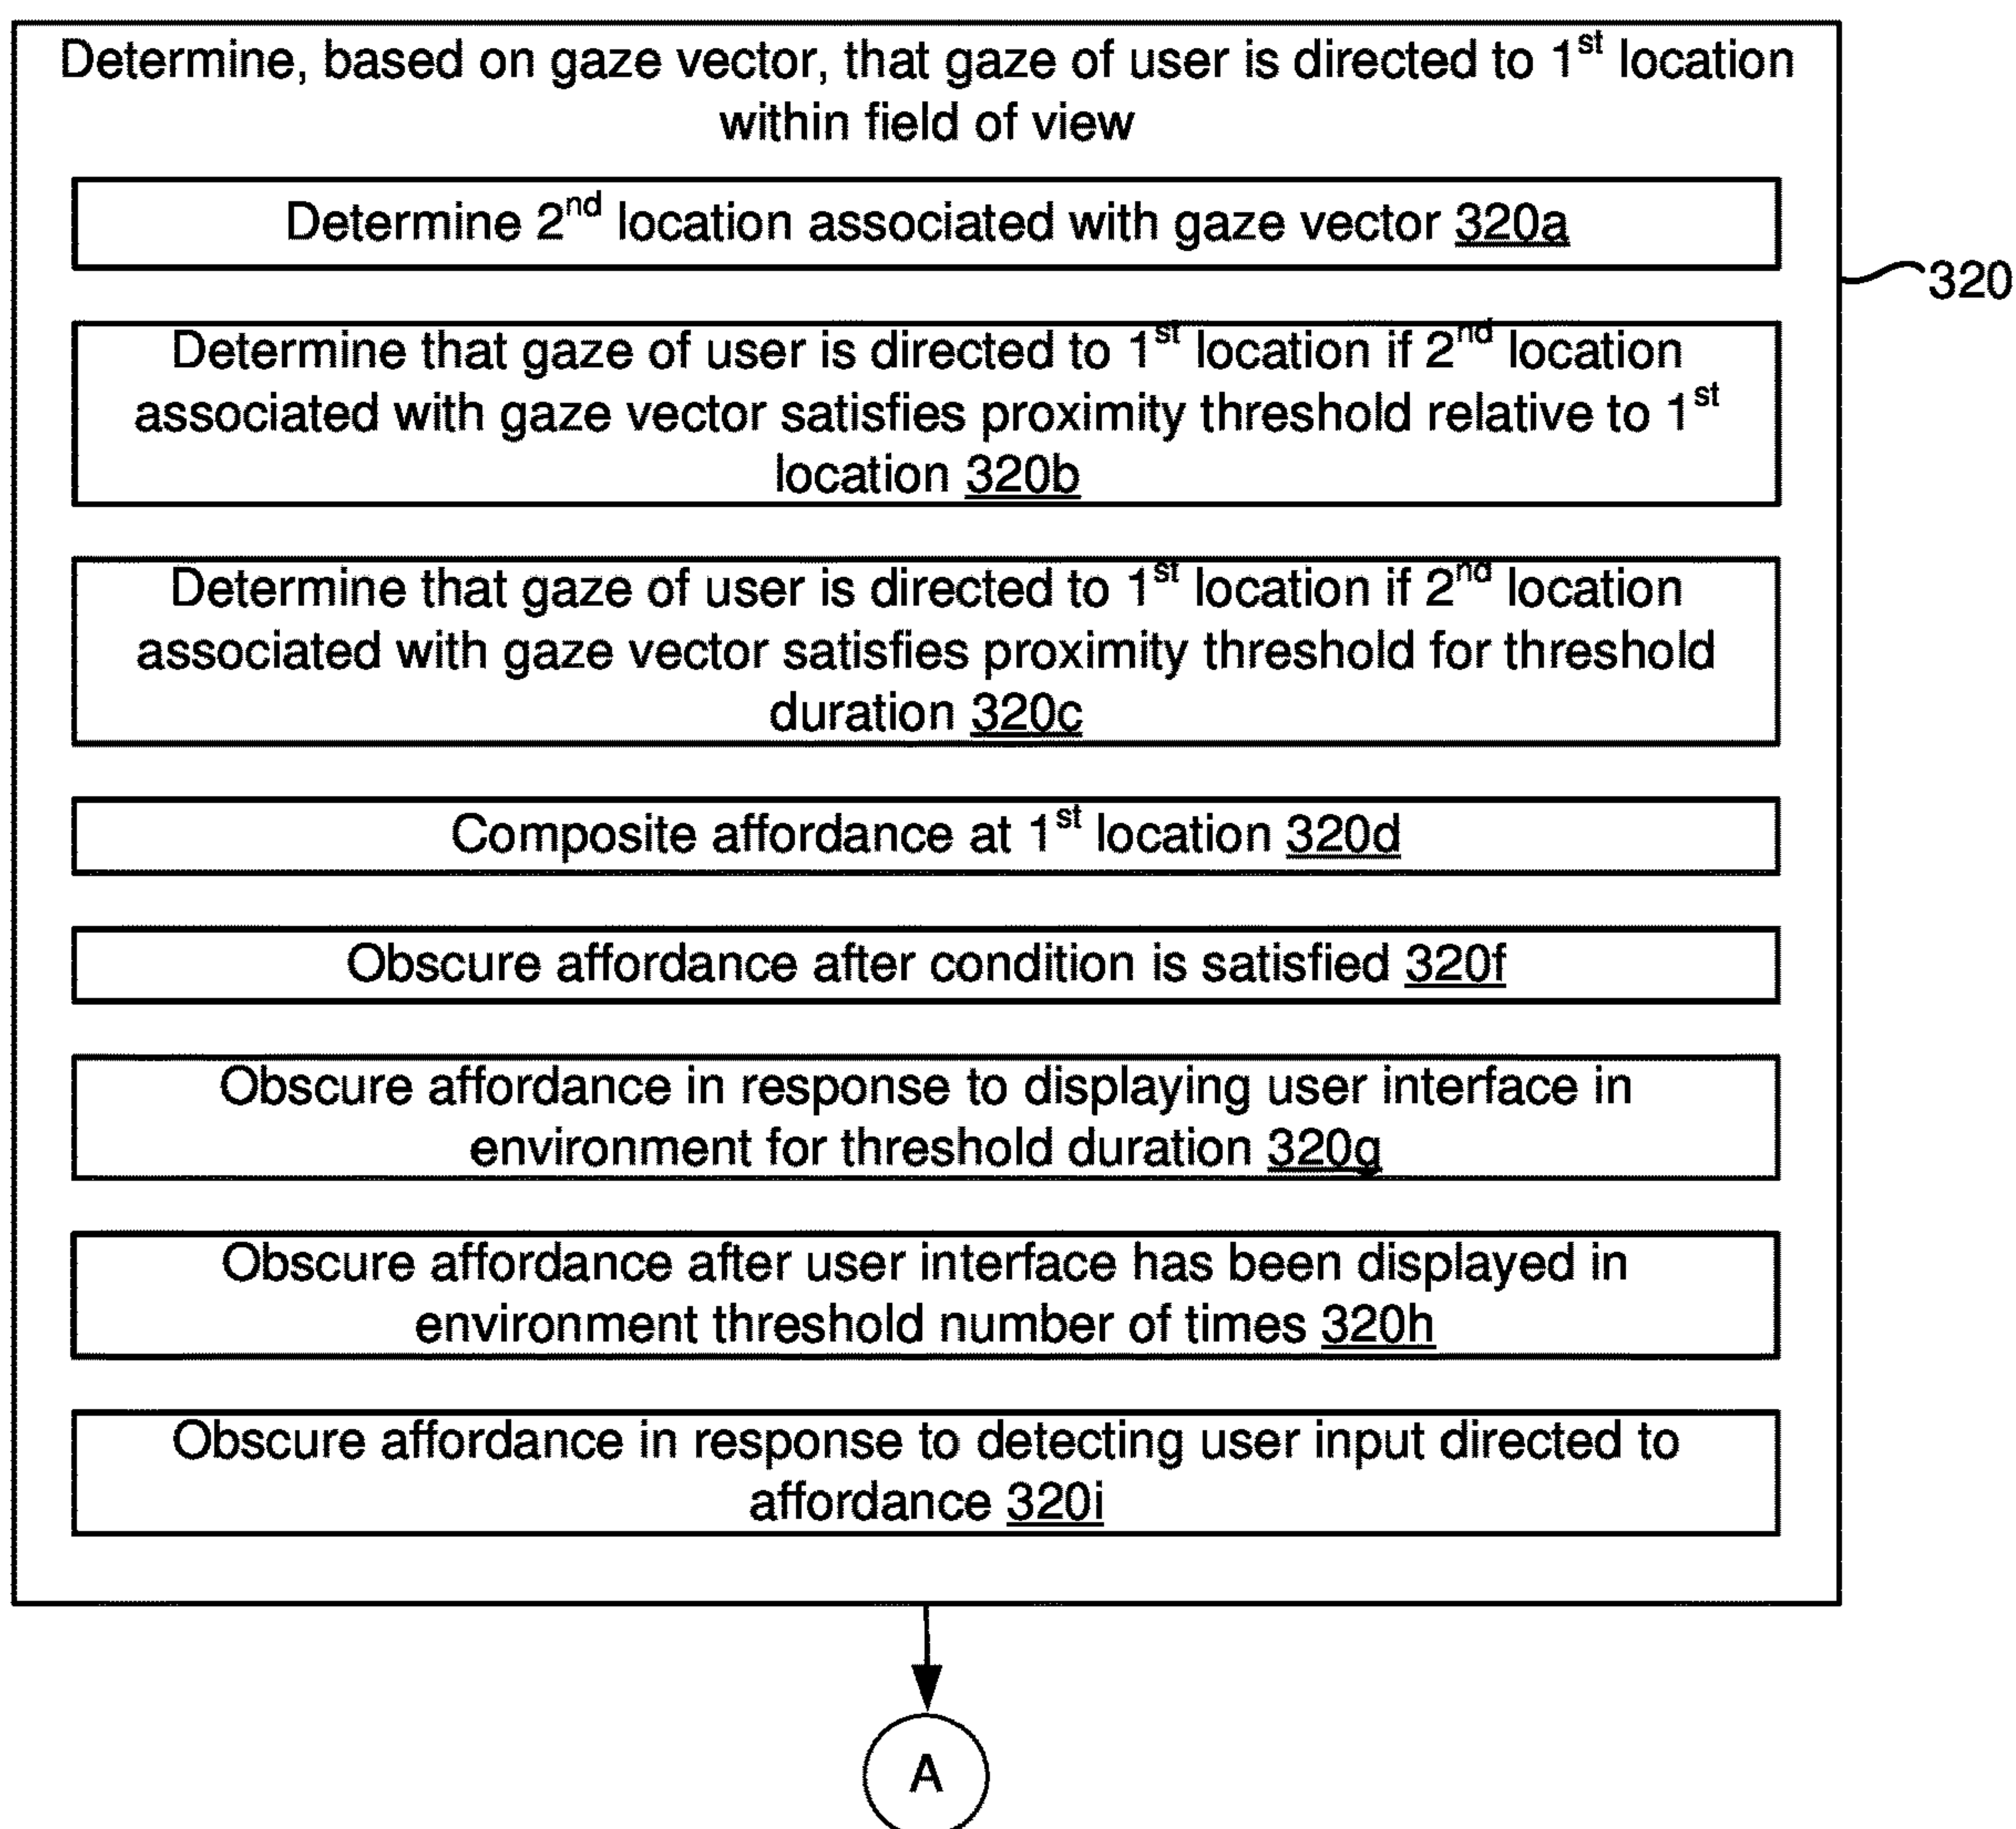 Determine, based on gaze vector, that gaze of user is directed to 1st location
within field of view
Determine 2nd location associated with gaze vector 320a
320
Determine that gaze of user is directed to 1st location if 2nd location
associated with gaze vector satisfies proximity threshold relative to 1st
location 320b
Determine that gaze of user is directed to 1st location if 2nd location
associated with gaze vector satisfies proximity threshold for threshold
duration 320c
Composite affordance at 1st location 320d
Obscure affordance after condition is satisfied 320f
Obscure affordance in response to displaying user interface in
environment for threshold duration 320g
Obscure affordance after user interface has been displayed in
environment threshold number of times 320h
Obscure affordance in response to detecting user input directed to
affordance 320i
A